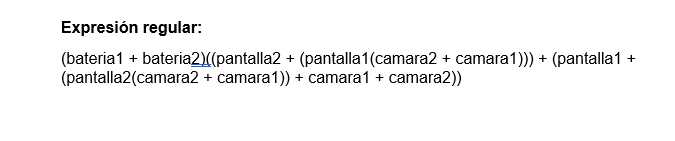 Expresión regular:
(bateria1 + bateria2)((pantalla2 + (pantalla1(camara2 + camara1))) + (pantalla1 +
(pantalla2(camara2 + camara1)) + camara1 + camara2))